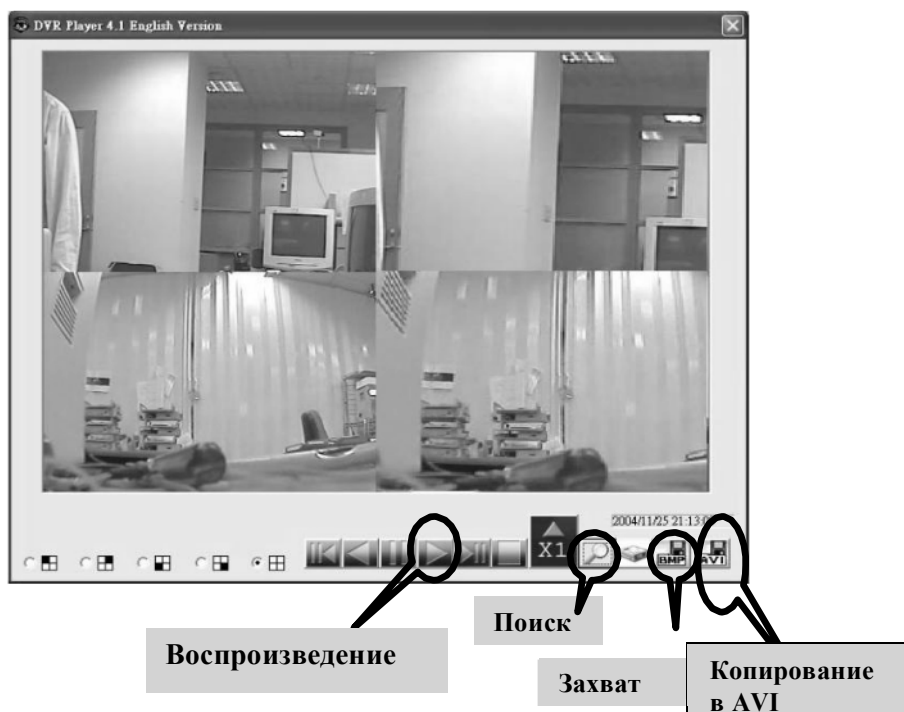 DVR Player 4.1 English Version
2004/11/25 21:13:0
X1
BMP
AVI
Поиск
Воспроизведение
Захват
Копирование
в AVI